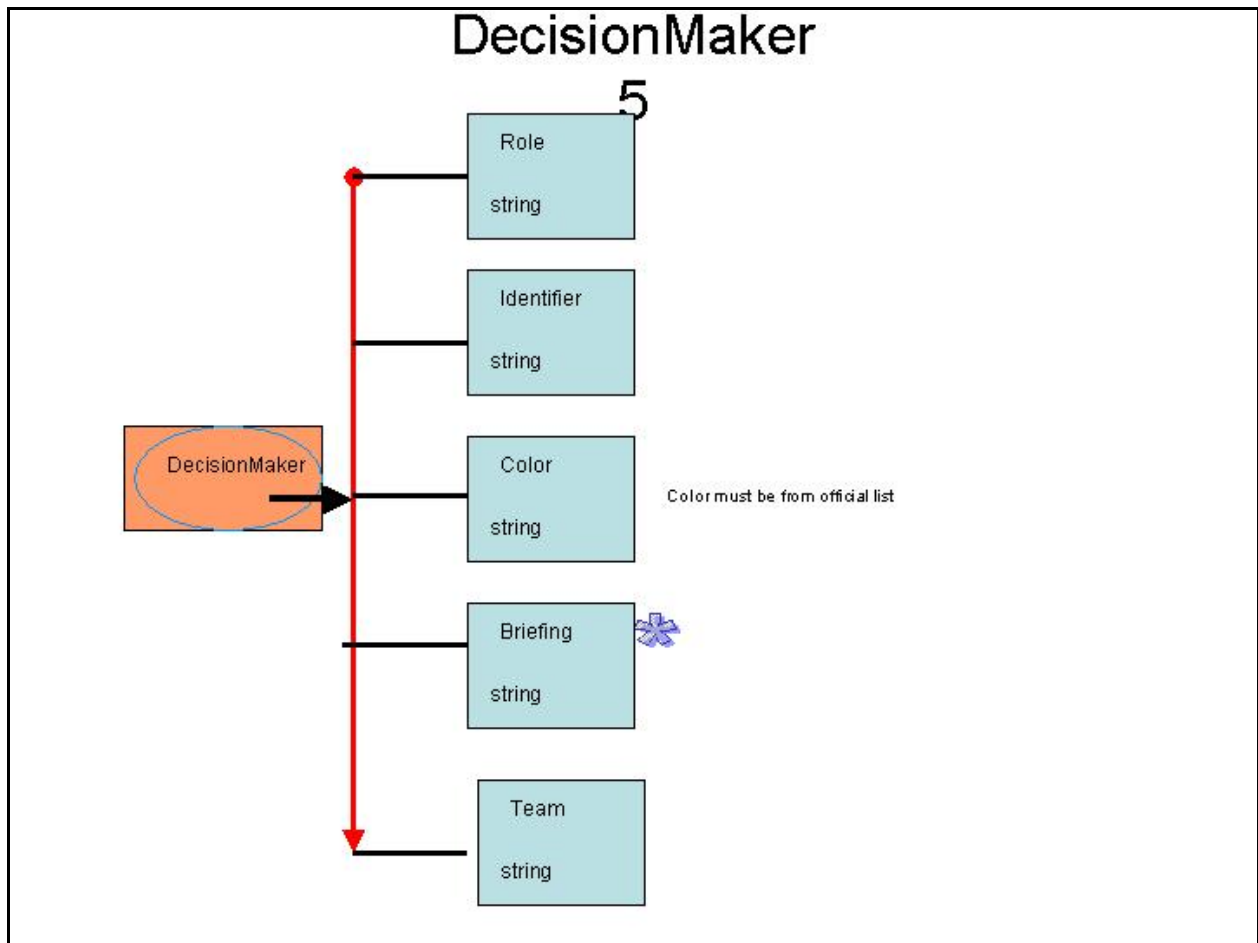 DecisionMaker
5
Role
string
Identifier
string
DecisionMaker
Color
string
Color must be from official list
Briefing
string
Team
string